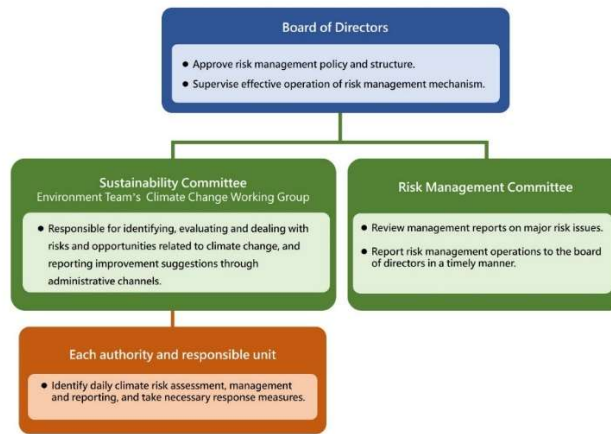 Board of Directors
● Approve risk management policy and structure.
● Supervise effective operation of risk management mechanism.
Sustainability Committee
Environment Team's Climate Change Working Group
● Responsible for identifying, evaluating and dealing with
risks and opportunities related to climate change, and
reporting improvement suggestions through
administrative channels.
Risk Management Committee
● Review management reports on major risk issues.
● Report risk management operations to the board
of directors in a timely manner.
Each authority and responsible unit
● Identify daily climate risk assessment, management
and reporting, and take necessary response measures.